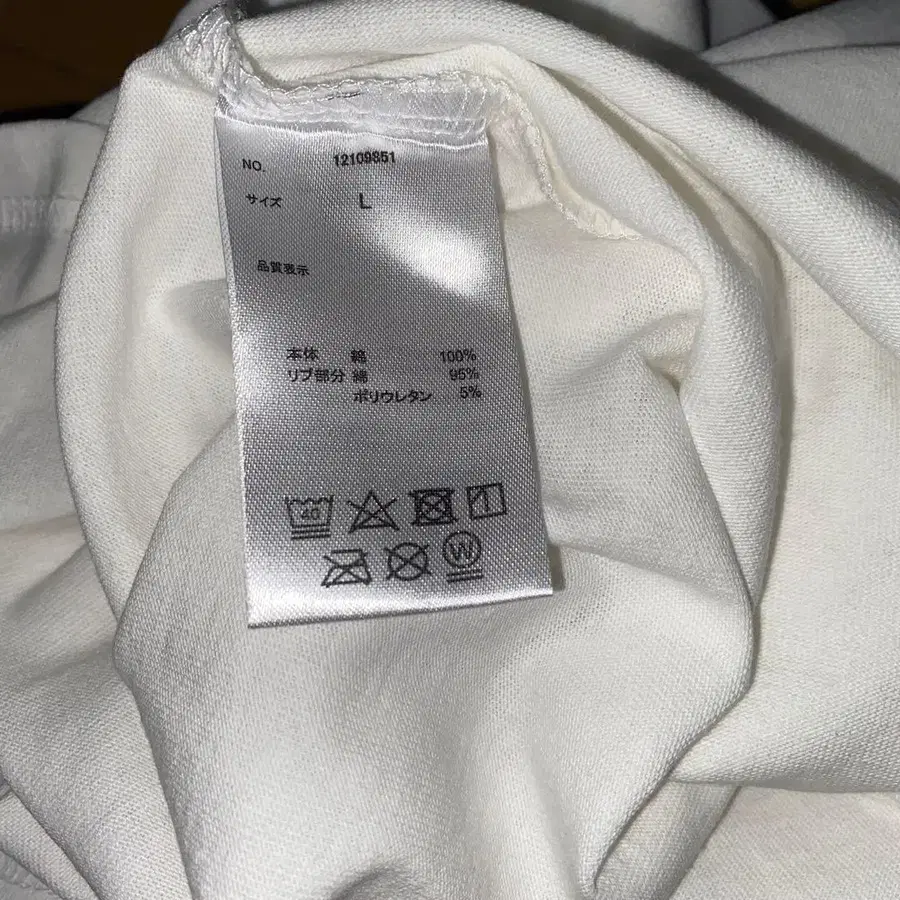 NO. 12109851
サイズ L
品質表示
本体 綿 100%
リブ部分 綿 95%
ポリウレタン 5%
40
W